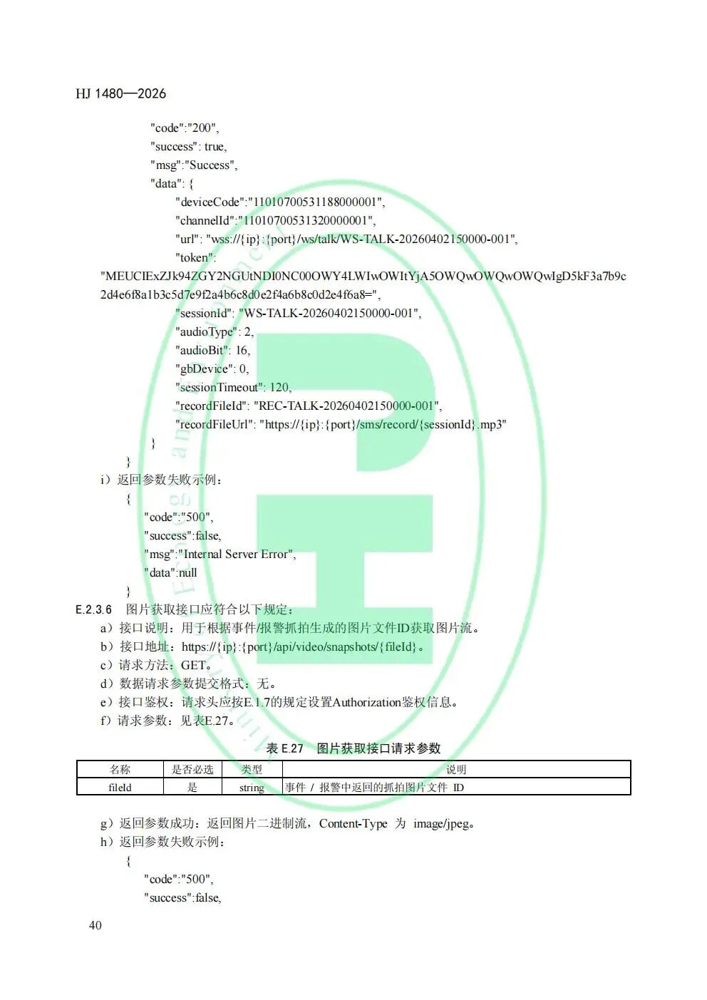 HJ 1480—2026
"code":"200",
"success": true,
"msg":"Success",
"data": {
"deviceCode":"11010700531188000001",
"channelId":"11010700531320000001",
"url": "wss://{ip}:{port}/ws/talk/WS-TALK-20260402150000-001",
"token":
"MEUCIExZJk94ZGY2NGUtNDI0NC00OWY4LWIwOWItYjA5OWQwOWQwOWQwIgD5kF3a7b9c
2d4e6f8a1b3c5d7e9f2a4b6c8d0e2f4a6b8c0d2e4f6a8=",
"sessionId": "WS-TALK-20260402150000-001",
"audioType": 2,
"audioBit": 16,
"gbDevice": 0,
"sessionTimeout": 120,
"recordFileId": "REC-TALK-20260402150000-001",
"recordFileUrl": "https://{ip}:{port}/sms/record/{sessionId}.mp3"
}
}
i）返回参数失败示例：
{
"code":"500",
"success":false,
"msg":"Internal Server Error",
"data":null
}
E.2.3.6 图片获取接口应符合以下规定：
a）接口说明：用于根据事件/报警抓拍生成的图片文件ID获取图片流。
b）接口地址：https://{ip}:{port}/api/video/snapshots/{fileId}。
c）请求方法：GET。
d）数据请求参数提交格式：无。
e）接口鉴权：请求头应按E.1.7的规定设置Authorization鉴权信息。
f）请求参数：见表E.27。
表 E.27 图片获取接口请求参数
名称 是否必选 类型 说明
fileId 是 string 事件 / 报警中返回的抓拍图片文件 ID
g）返回参数成功：返回图片二进制流，Content-Type 为 image/jpeg。
h）返回参数失败示例：
{
"code":"500",
"success":false,
40
Ministry of Ecology and Environment